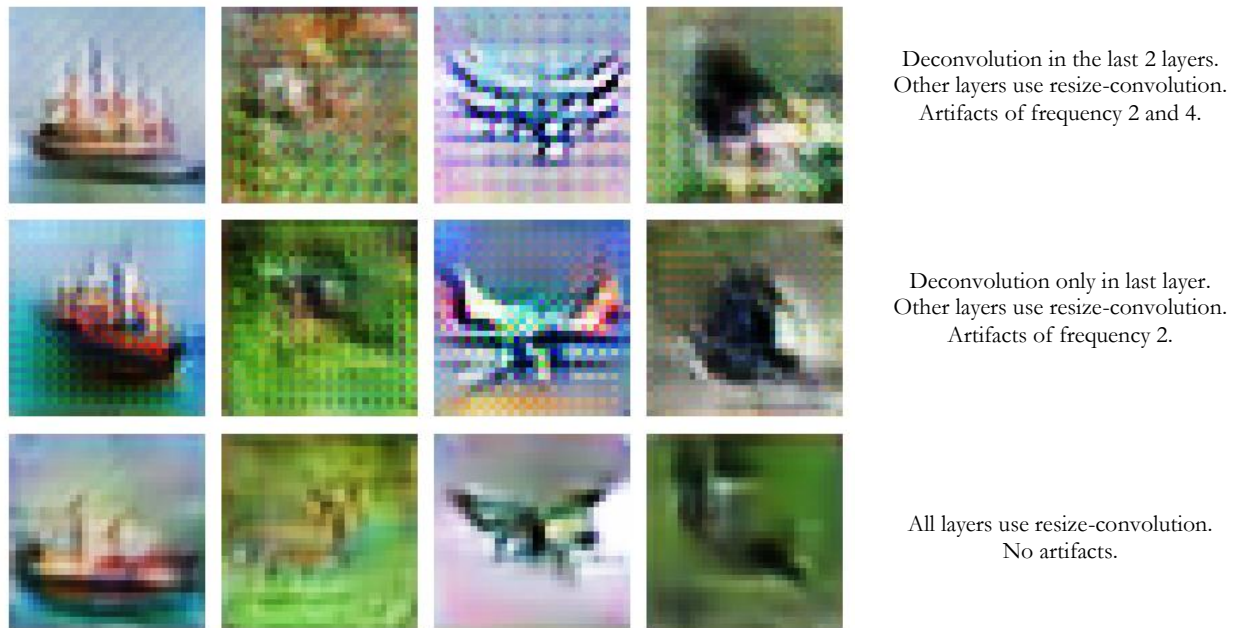 Deconvolution in the last 2 layers.
Other layers use resize-convolution.
Artifacts of frequency 2 and 4.
Deconvolution only in last layer.
Other layers use resize-convolution.
Artifacts of frequency 2.
All layers use resize-convolution.
No artifacts.